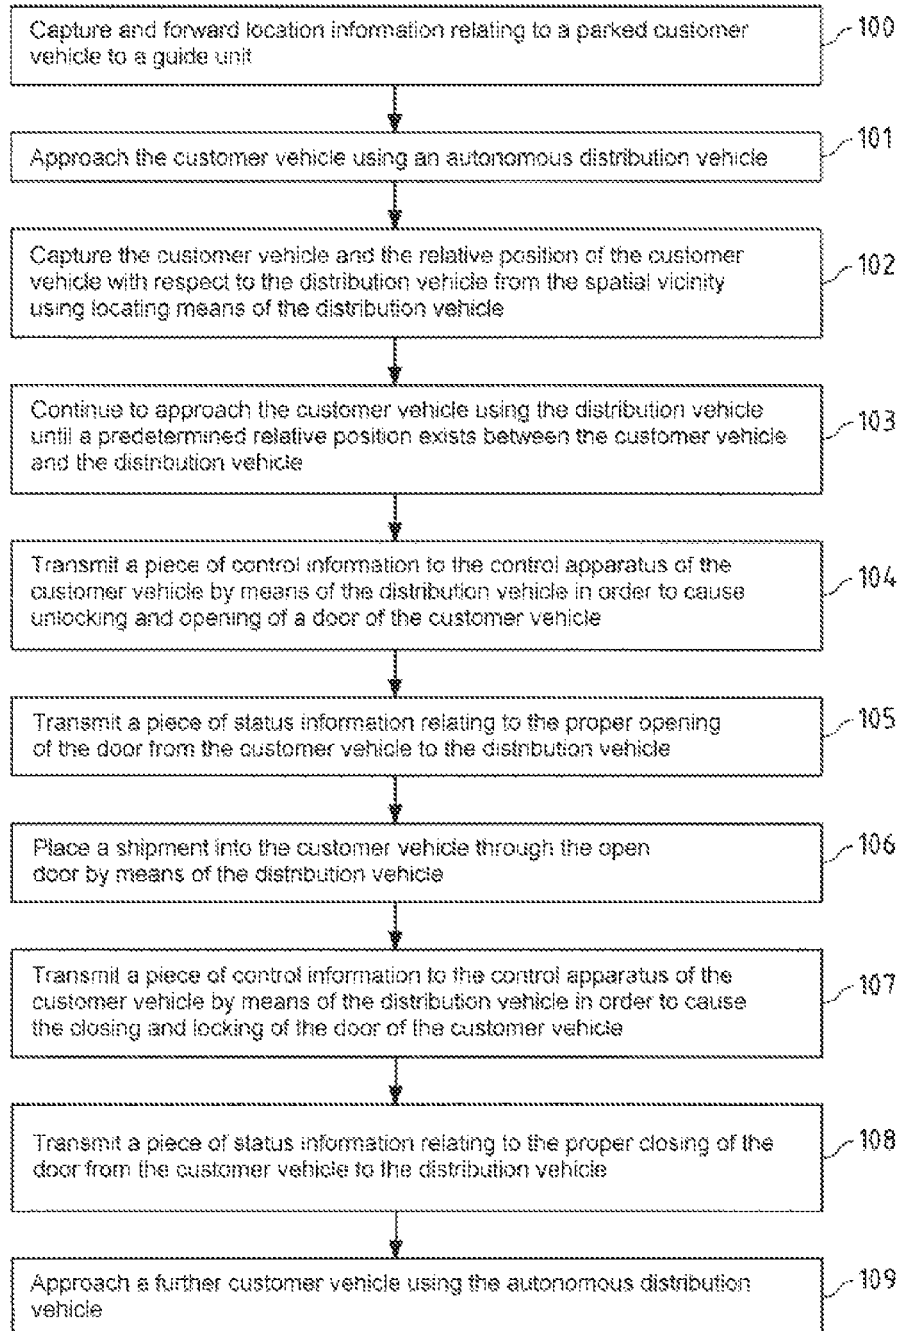 Capture and forward location information relating to a parked customer
vehicle to a guide unit
100
Approach the customer vehicle using an autonomous distribution vehicle
101
Capture the customer vehicle and the relative position of the customer
vehicle with respect to the distribution vehicle from the spatial vicinity
using locating means of the distribution vehicle
102
Continue to approach the customer vehicle using the distribution vehicle
until a predetermined relative position exists between the customer vehicle
and the distribution vehicle
103
Transmit a piece of control information to the control apparatus of the
customer vehicle by means of the distribution vehicle in order to cause
unlocking and opening of a door of the customer vehicle
104
Transmit a piece of status information relating to the proper opening
of the door from the customer vehicle to the distribution vehicle
105
Place a shipment into the customer vehicle through the open
door by means of the distribution vehicle
106
Transmit a piece of control information to the control apparatus of the
customer vehicle by means of the distribution vehicle in order to cause
the closing and locking of the door of the customer vehicle
107
Transmit a piece of status information relating to the proper closing of the
door from the customer vehicle to the distribution vehicle
108
Approach a further customer vehicle using the autonomous distribution
vehicle
109